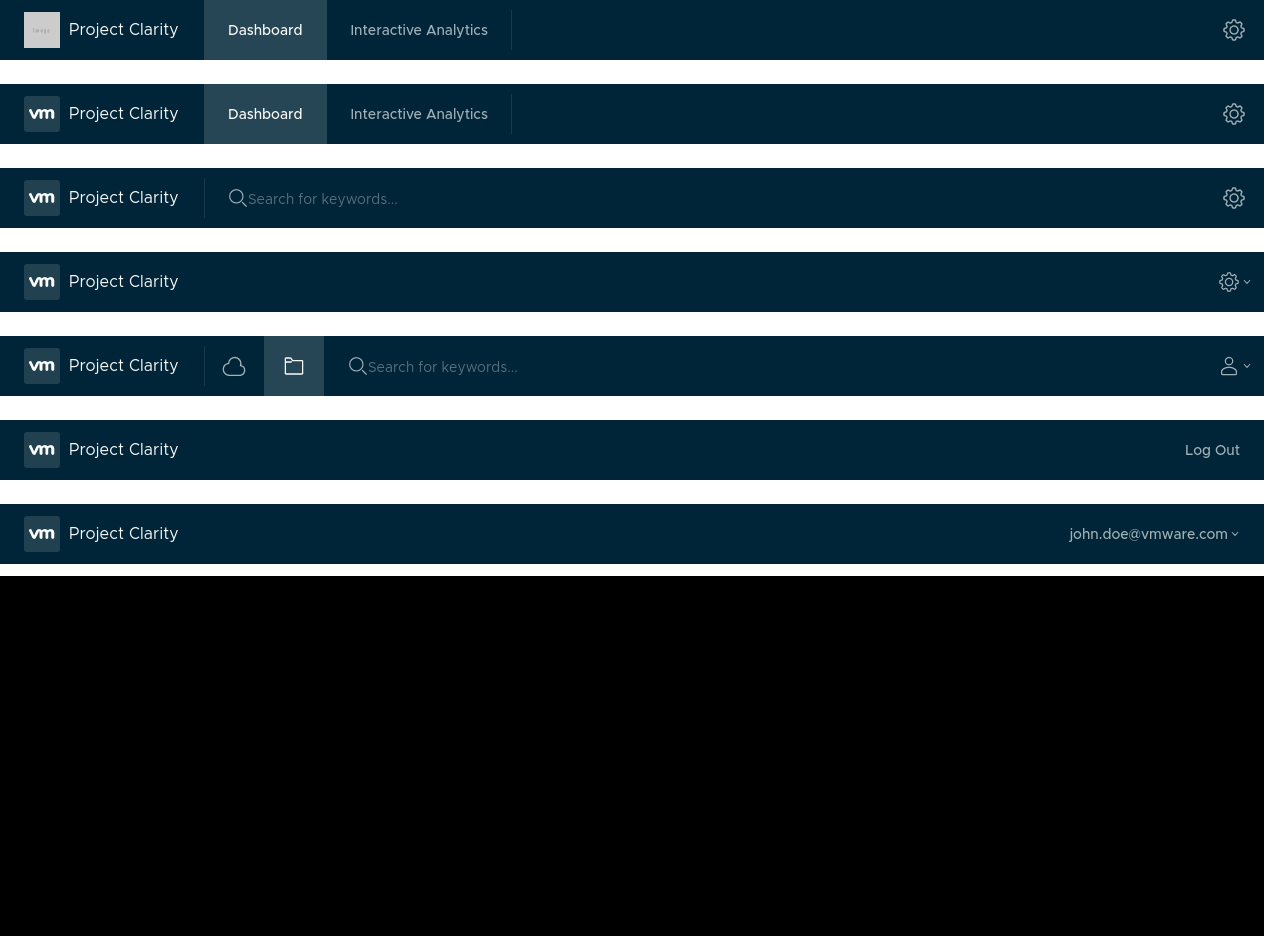 Image Project Clarity Dashboard Interactive Analytics
vm Project Clarity Dashboard Interactive Analytics
vm Project Clarity Search for keywords...
vm Project Clarity
vm Project Clarity Search for keywords...
vm Project Clarity Log Out
vm Project Clarity john.doe@vmware.com